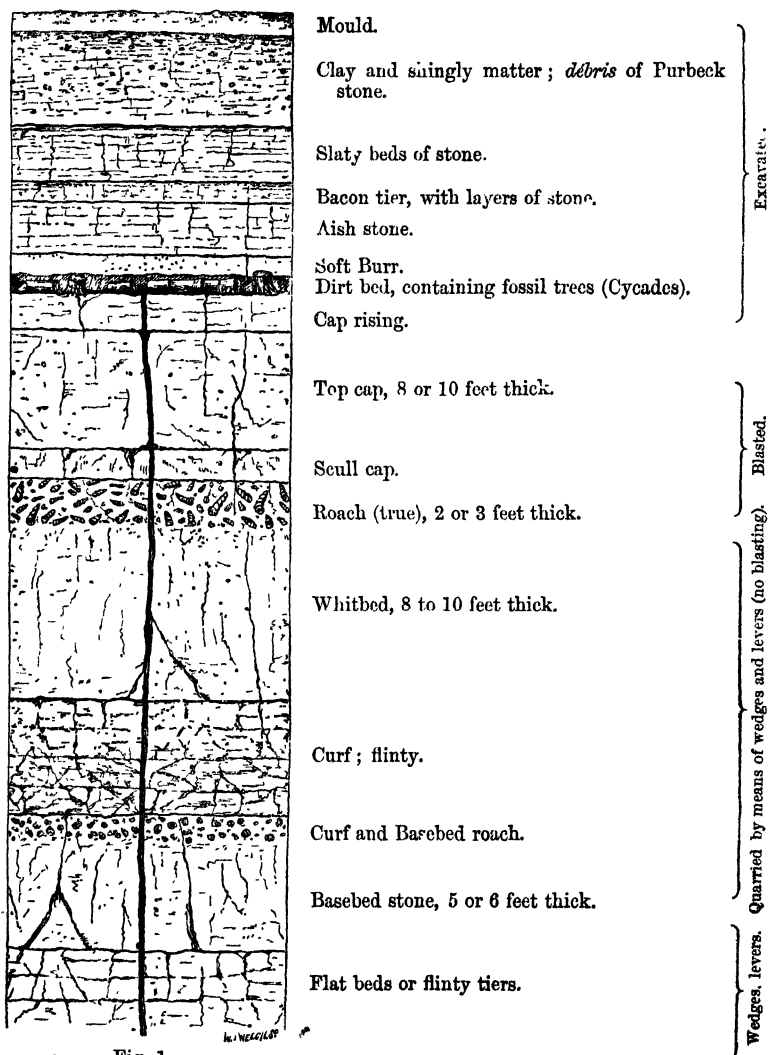 Mould.
Clay and shingly matter; débris of Purbeck
stone.
Slaty beds of stone.
Bacon tier, with layers of stone.
Aish stone.
Soft Burr.
Dirt bed, containing fossil trees (Cycades).
Cap rising.
Top cap, 8 or 10 feet thick.
Scull cap.
Roach (true), 2 or 3 feet thick.
Whitbed, 8 to 10 feet thick.
Curf; flinty.
Curf and Basebed roach.
Basebed stone, 5 or 6 feet thick.
Flat beds or flinty tiers.
Excavated.
Blasted.
Quarried by means of wedges and levers (no blasting).
Wedges, levers.
Fig. 1